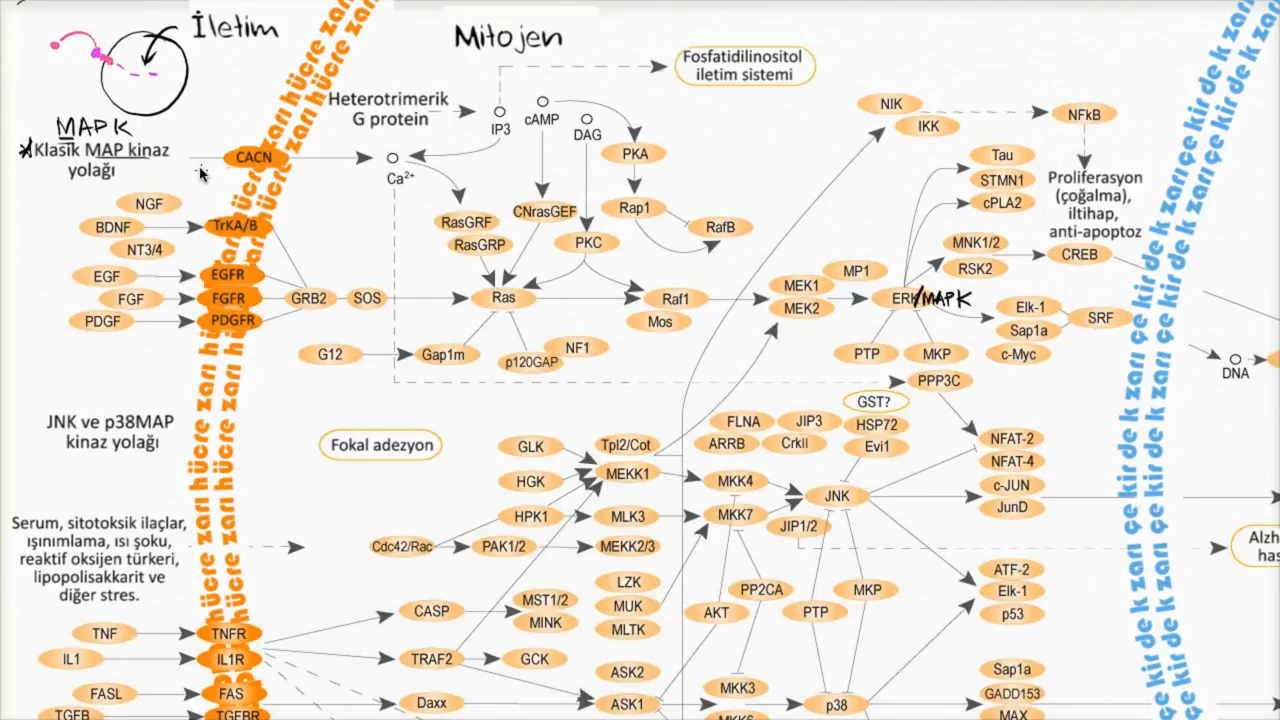 İletim
Mitojen
MAPK
Klasik MAP kinaz
yolağı
Heterotrimerik
G protein
Fosfatidilinositol
iletim sistemi
IP3
cAMP
DAG
Ca2+
CACN
PKA
NIK
IKK
NFkB
Tau
STMN1
cPLA2
Proliferasyon
(çoğalma),
iltihap,
anti-apoptoz
NGF
BDNF
NT3/4
TrKA/B
RasGRF
RasGRP
CNrasGEF
PKC
Rap1
RafB
MNK1/2
RSK2
CREB
EGF
EGFR
FGF
FGFR
PDGF
PDGFR
GRB2
SOS
Ras
Raf1
Mos
MEK1
MEK2
MP1
ERK/MAPK
Elk-1
Sap1a
SRF
c-Myc
G12
Gap1m
p120GAP
NF1
PTP
MKP
PPP3C
DNA
JNK ve p38MAP
kinaz yolağı
Fokal adezyon
GLK
HGK
HPK1
Tpl2/Cot
MEKK1
MLK3
MEKK2/3
Cdc42/Rac
PAK1/2
FLNA
JIP3
ARRB
CrkII
GST?
HSP72
Evi1
MKK4
MKK7
JNK
JIP1/2
NFAT-2
NFAT-4
c-JUN
JunD
Serum, sitotoksik ilaçlar,
ışınımlama, ısı şoku,
reaktif oksijen türkeri,
lipopolisakkarit ve
diğer stres.
LZK
MUK
MLTK
CASP
MST1/2
MINK
AKT
PP2CA
PTP
MKP
ATF-2
Elk-1
p53
TNF
TNFR
IL1
IL1R
TRAF2
GCK
ASK2
ASK1
FASL
FAS
Daxx
MKK3
MKK6
p38
Sap1a
GADD153
MAX
TGFB
TGFBR
hücre zarı
çekirdek zarı